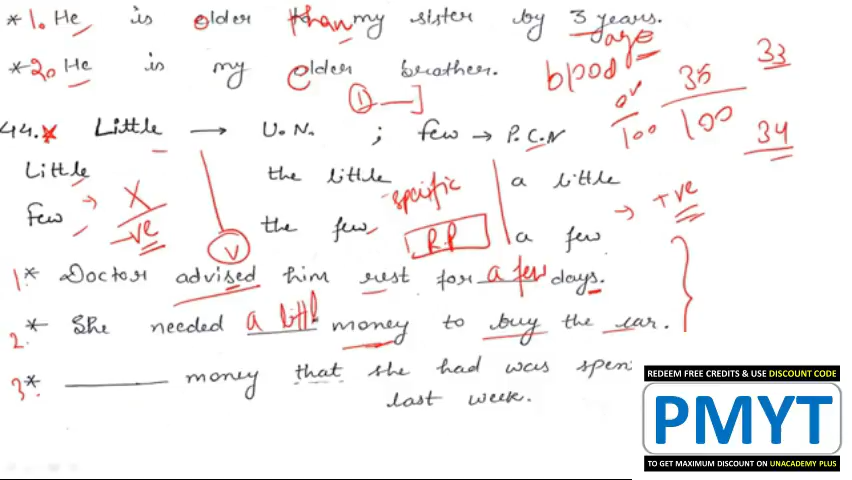 *1. He is older than my sister by 3 years.
age
*2. He is my elder brother.
blood
33
35
100
34
100
44.* Little → U.N. ; few → P.C.N
Little the little a little
X specific
few → -ve the few R.P a few → +ve
V
1* Doctor advised him rest for a few days.
2.* She needed a littl money to buy the car.
3* ______ money that she had was spen
last week.
REDEEM FREE CREDITS & USE DISCOUNT CODE
PMYT
TO GET MAXIMUM DISCOUNT ON UNACADEMY PLUS